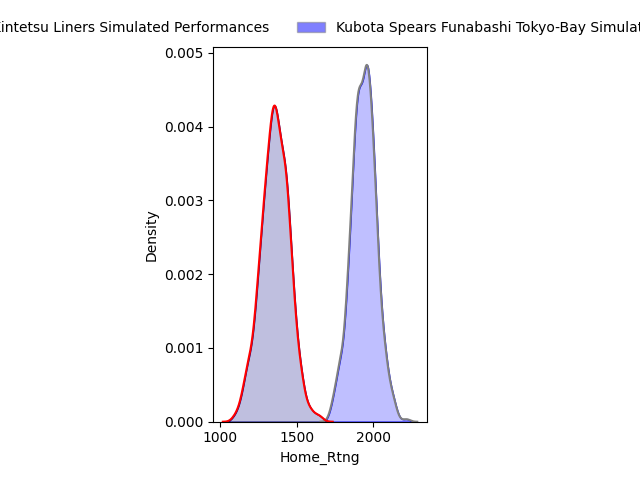 intetsu Liners Simulated Performances Kubota Spears Funabashi Tokyo-Bay Simulat
0.005
0.004
0.003
0.002
0.001
0.000
Density
1000 1500 2000
Home_Rtng